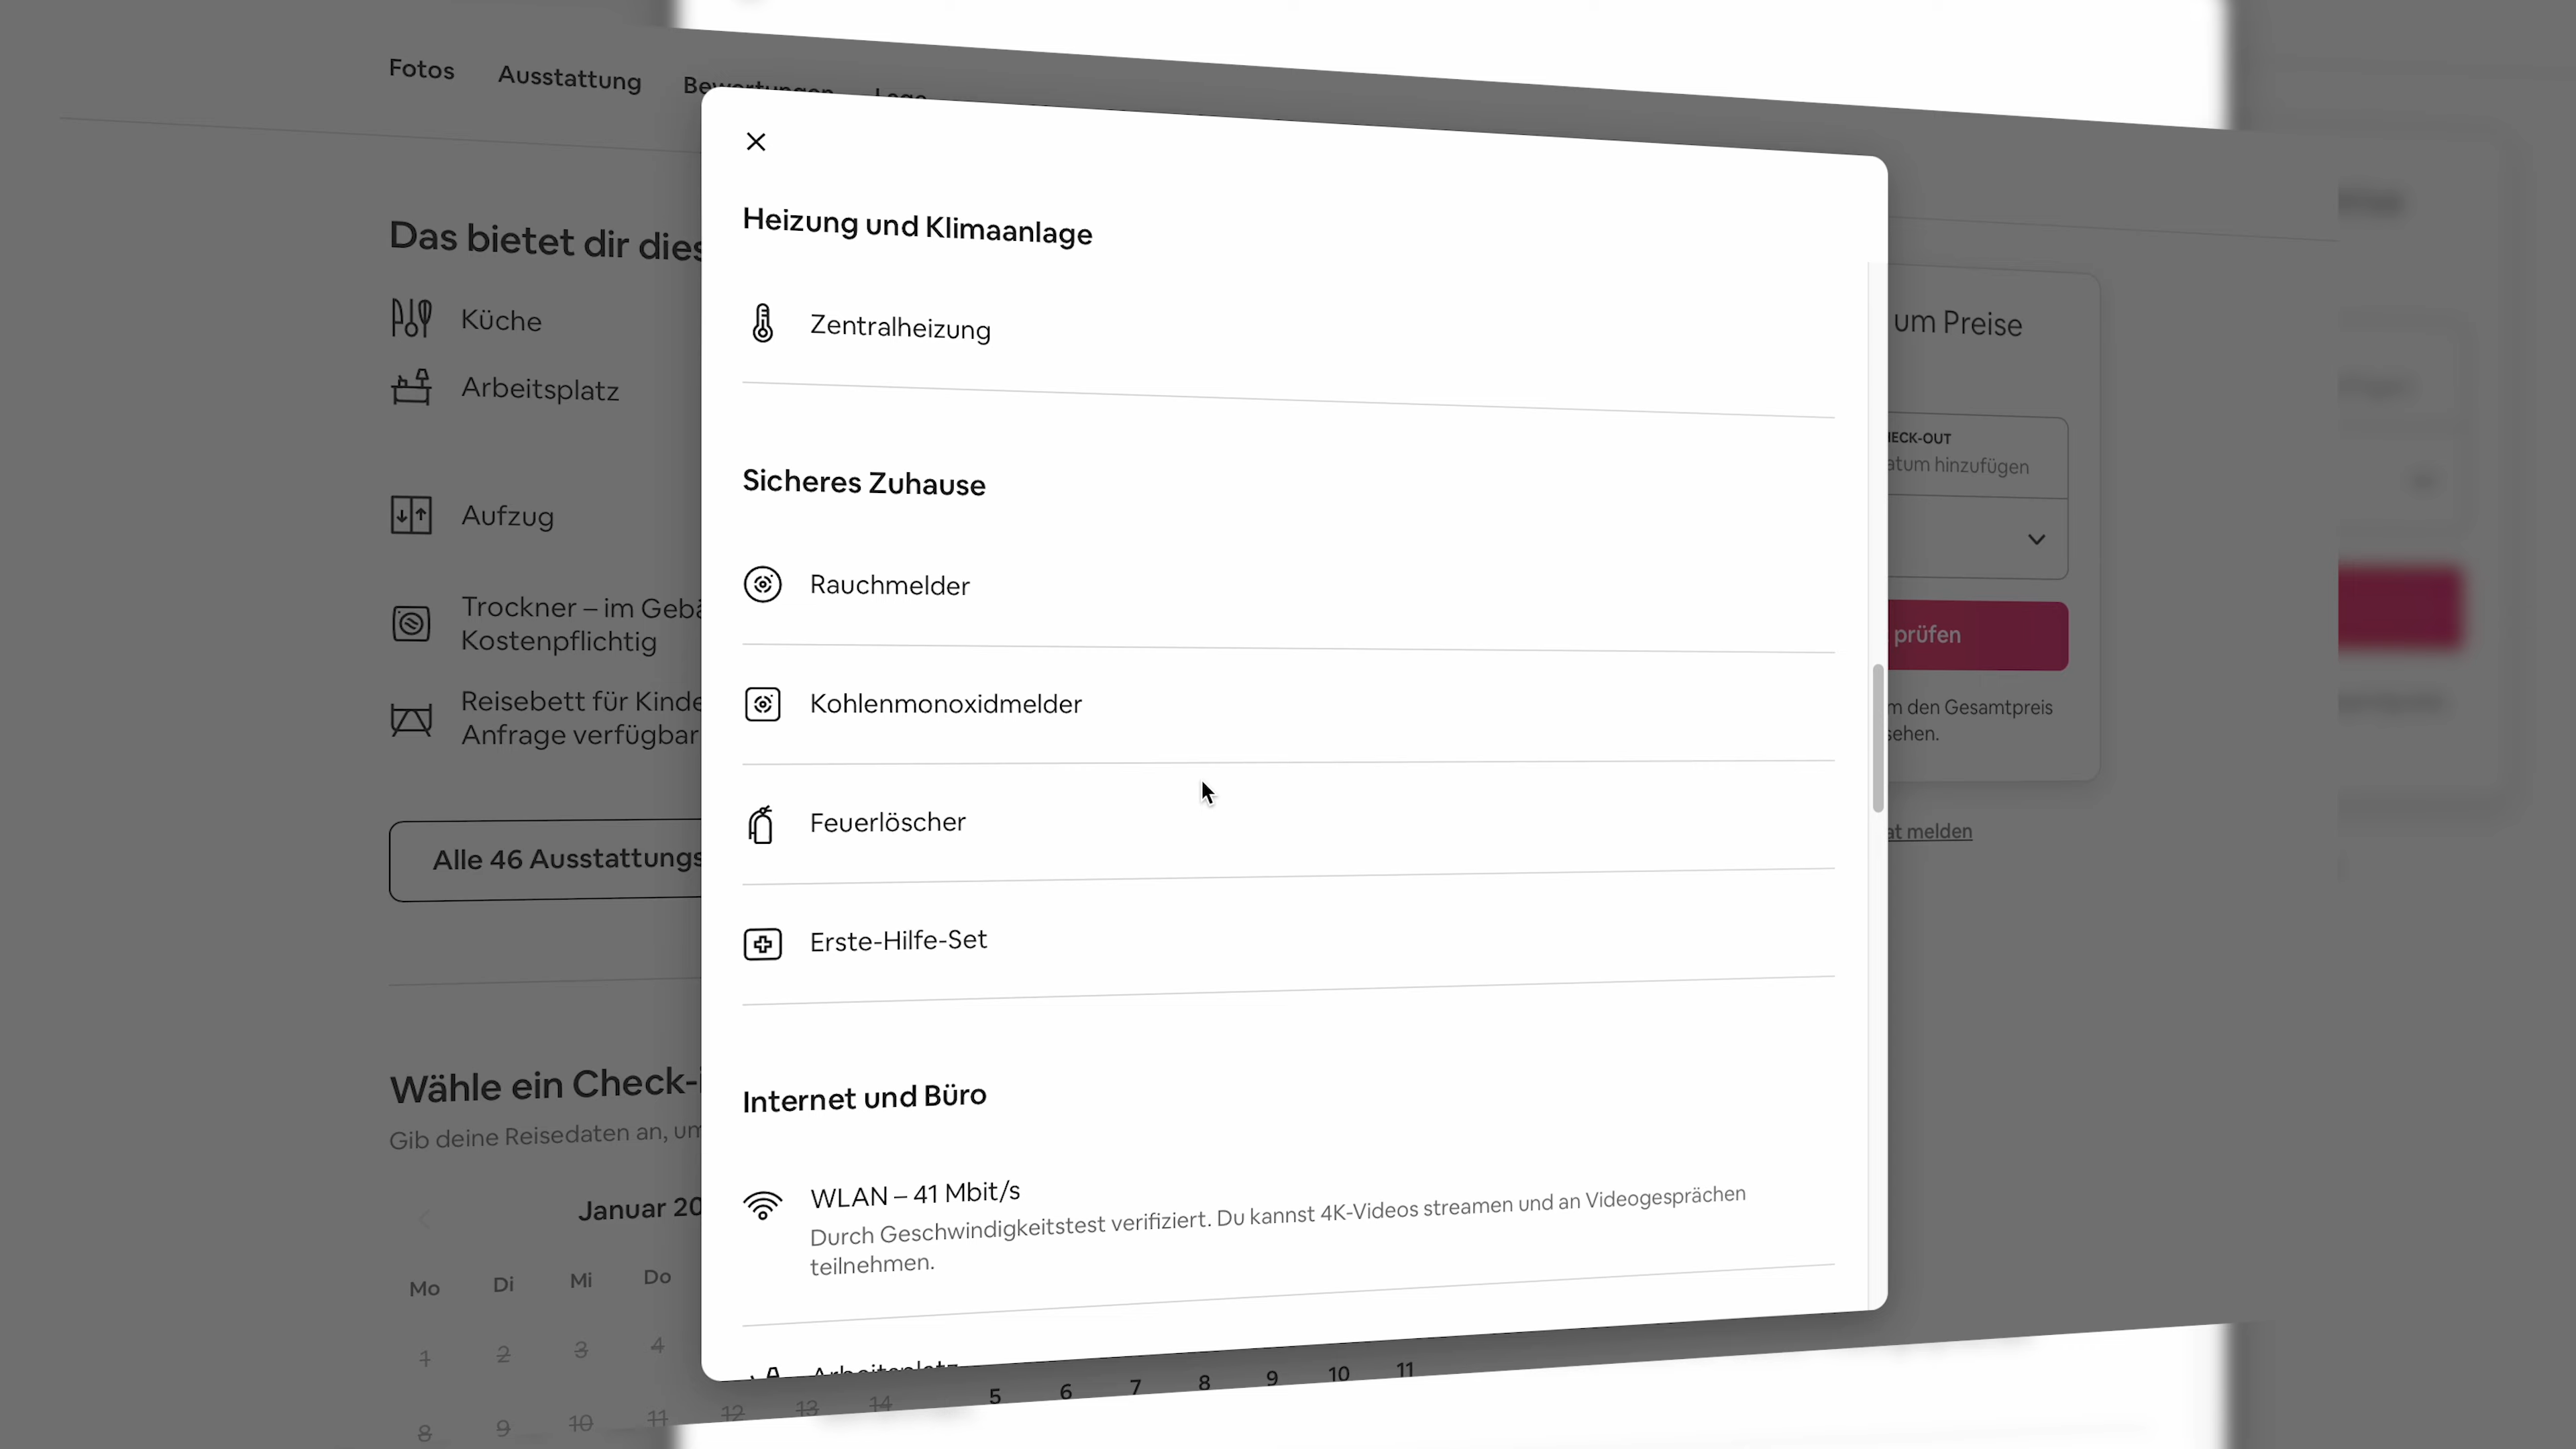 Fotos Ausstattung Bewertungen Lage
Das bietet dir dies
Küche
Arbeitsplatz
Aufzug
Trockner – im Gebä
Kostenpflichtig
Reisebett für Kinde
Anfrage verfügbar
Alle 46 Ausstattungs
Wähle ein Check-i
Gib deine Reisedaten an, um
Januar 20
Mo Di Mi Do
1 2 3 4
8 9 10 11 12 13 14
Heizung und Klimaanlage
Zentralheizung
Sicheres Zuhause
Rauchmelder
Kohlenmonoxidmelder
Feuerlöscher
Erste-Hilfe-Set
Internet und Büro
WLAN – 41 Mbit/s
Durch Geschwindigkeitstest verifiziert. Du kannst 4K-Videos streamen und an Videogesprächen
teilnehmen.
Arbeitsplatz
5 6 7 8 9 10 11
um Preise
HECK-OUT
atum hinzufügen
prüfen
m den Gesamtpreis
sehen.
at melden